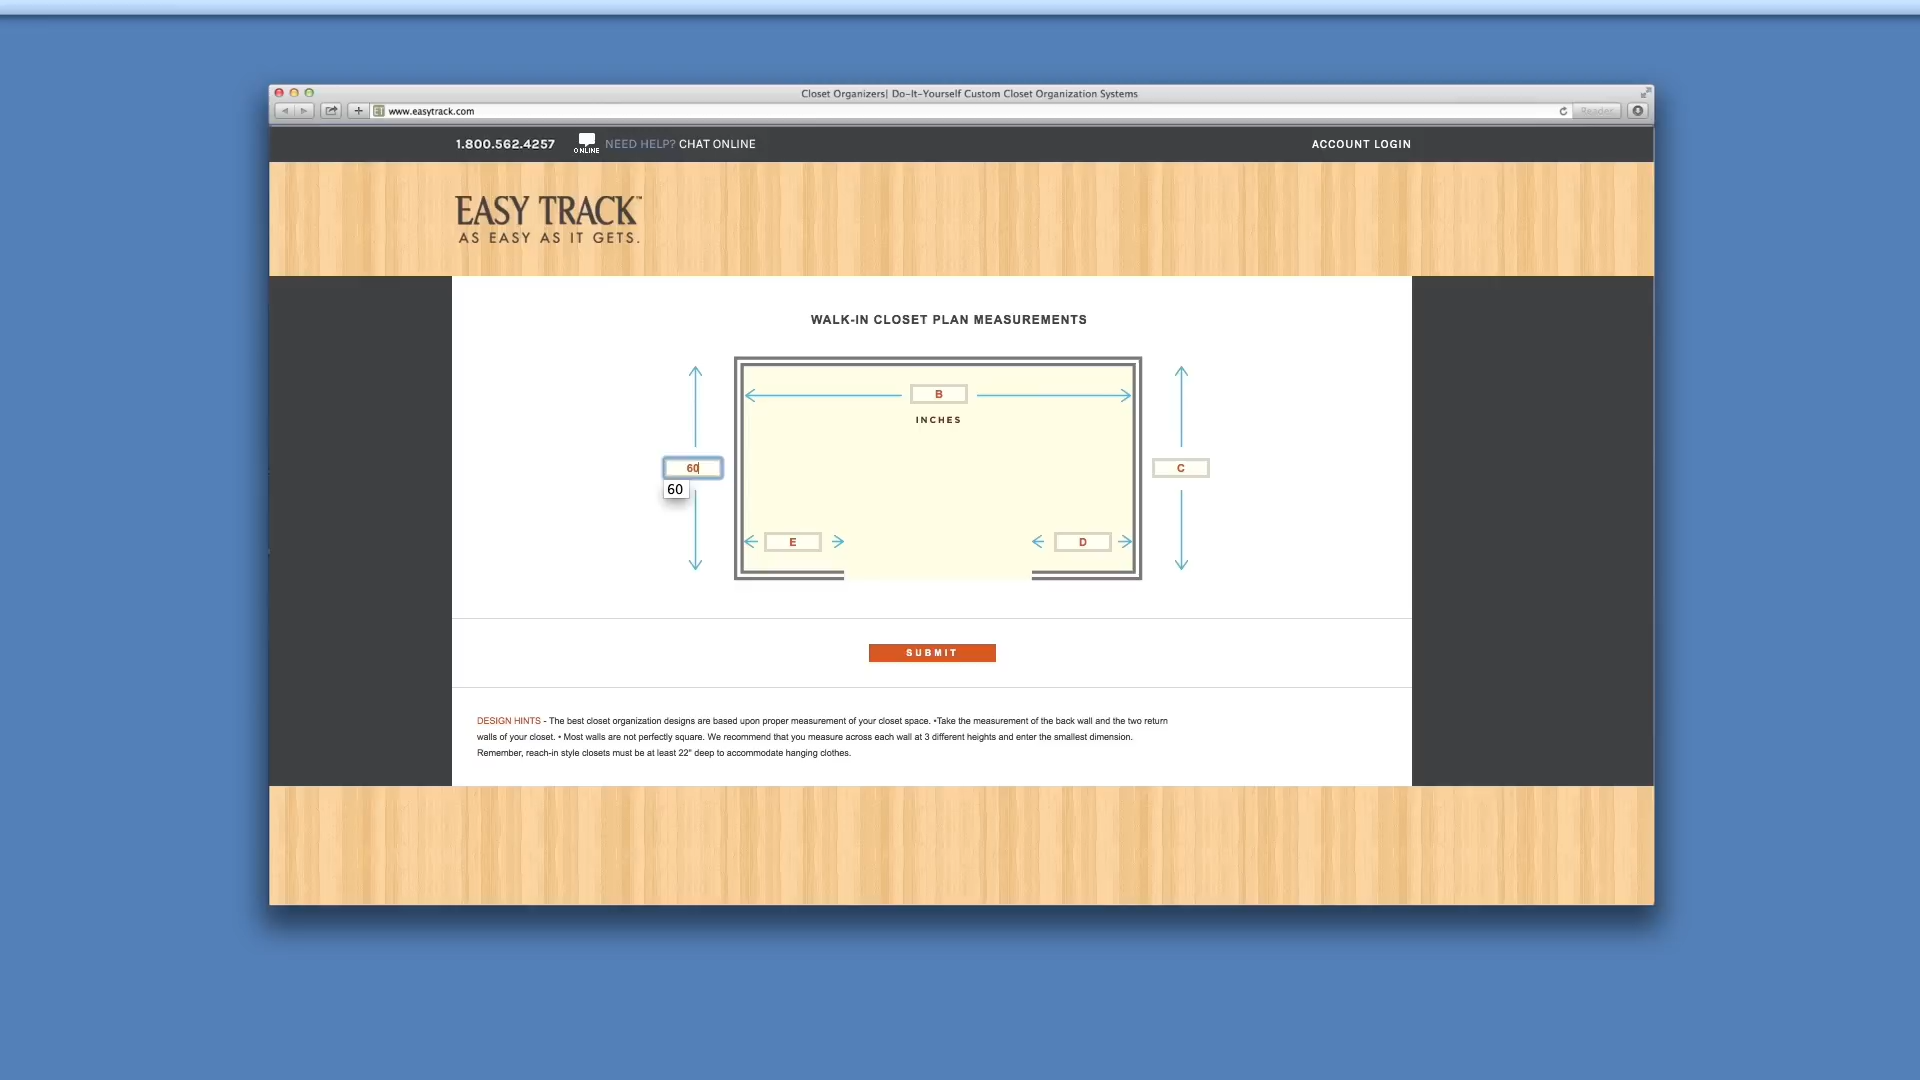 Closet Organizers| Do-It-Yourself Custom Closet Organization Systems
ET www.easytrack.com
Reader
1.800.562.4257
ONLINE
NEED HELP? CHAT ONLINE
ACCOUNT LOGIN
EASY TRACK™
AS EASY AS IT GETS.
WALK-IN CLOSET PLAN MEASUREMENTS
B
INCHES
60
C
60
E
D
SUBMIT
DESIGN HINTS - The best closet organization designs are based upon proper measurement of your closet space. •Take the measurement of the back wall and the two return
walls of your closet. • Most walls are not perfectly square. We recommend that you measure across each wall at 3 different heights and enter the smallest dimension.
Remember, reach-in style closets must be at least 22" deep to accommodate hanging clothes.